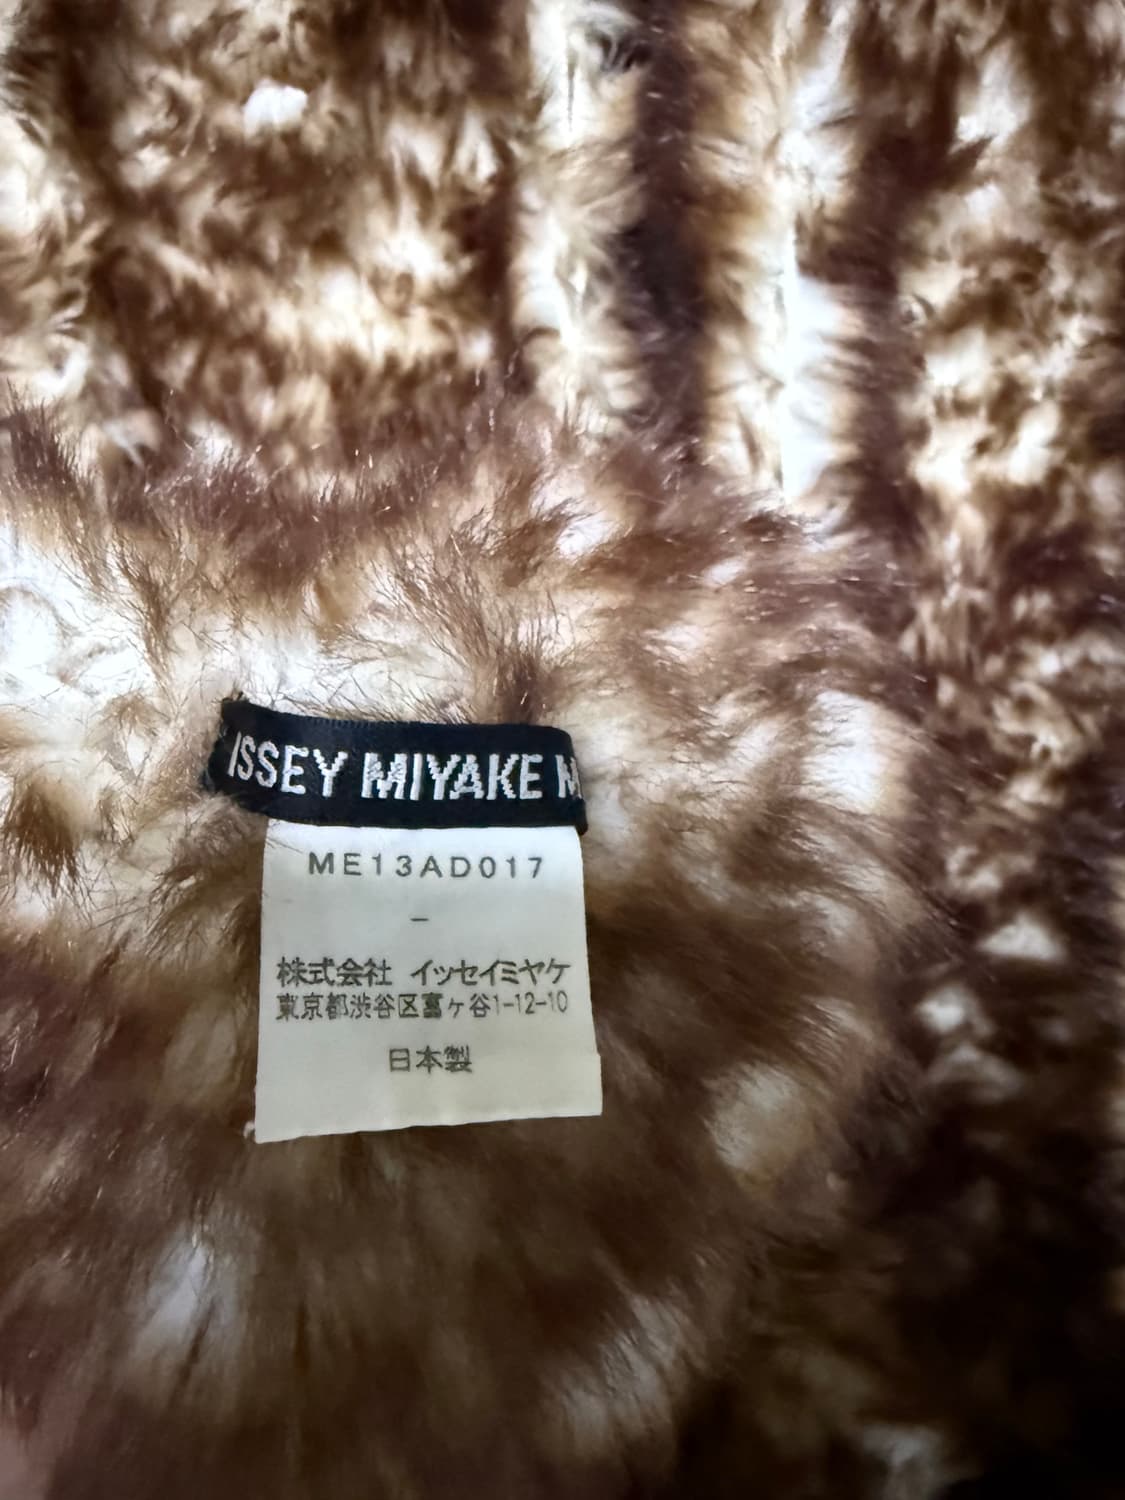 ISSEY MIYAKE M
ME13AD017
–
株式会社 イッセイミヤケ
東京都渋谷区富ヶ谷1-12-10
日本製